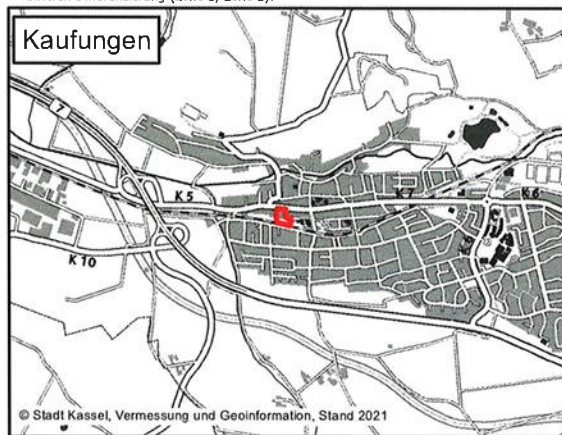 Kaufungen
7
K 5
K 7
K 6
K 10
© Stadt Kassel, Vermessung und Geoinformation, Stand 2021